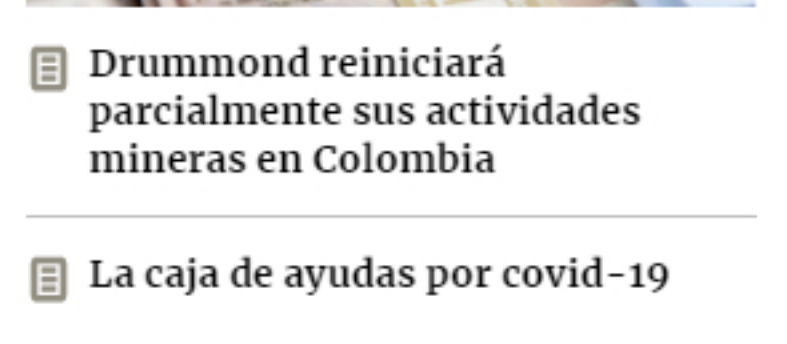 Drummond reiniciará
parcialmente sus actividades
mineras en Colombia
La caja de ayudas por covid-19